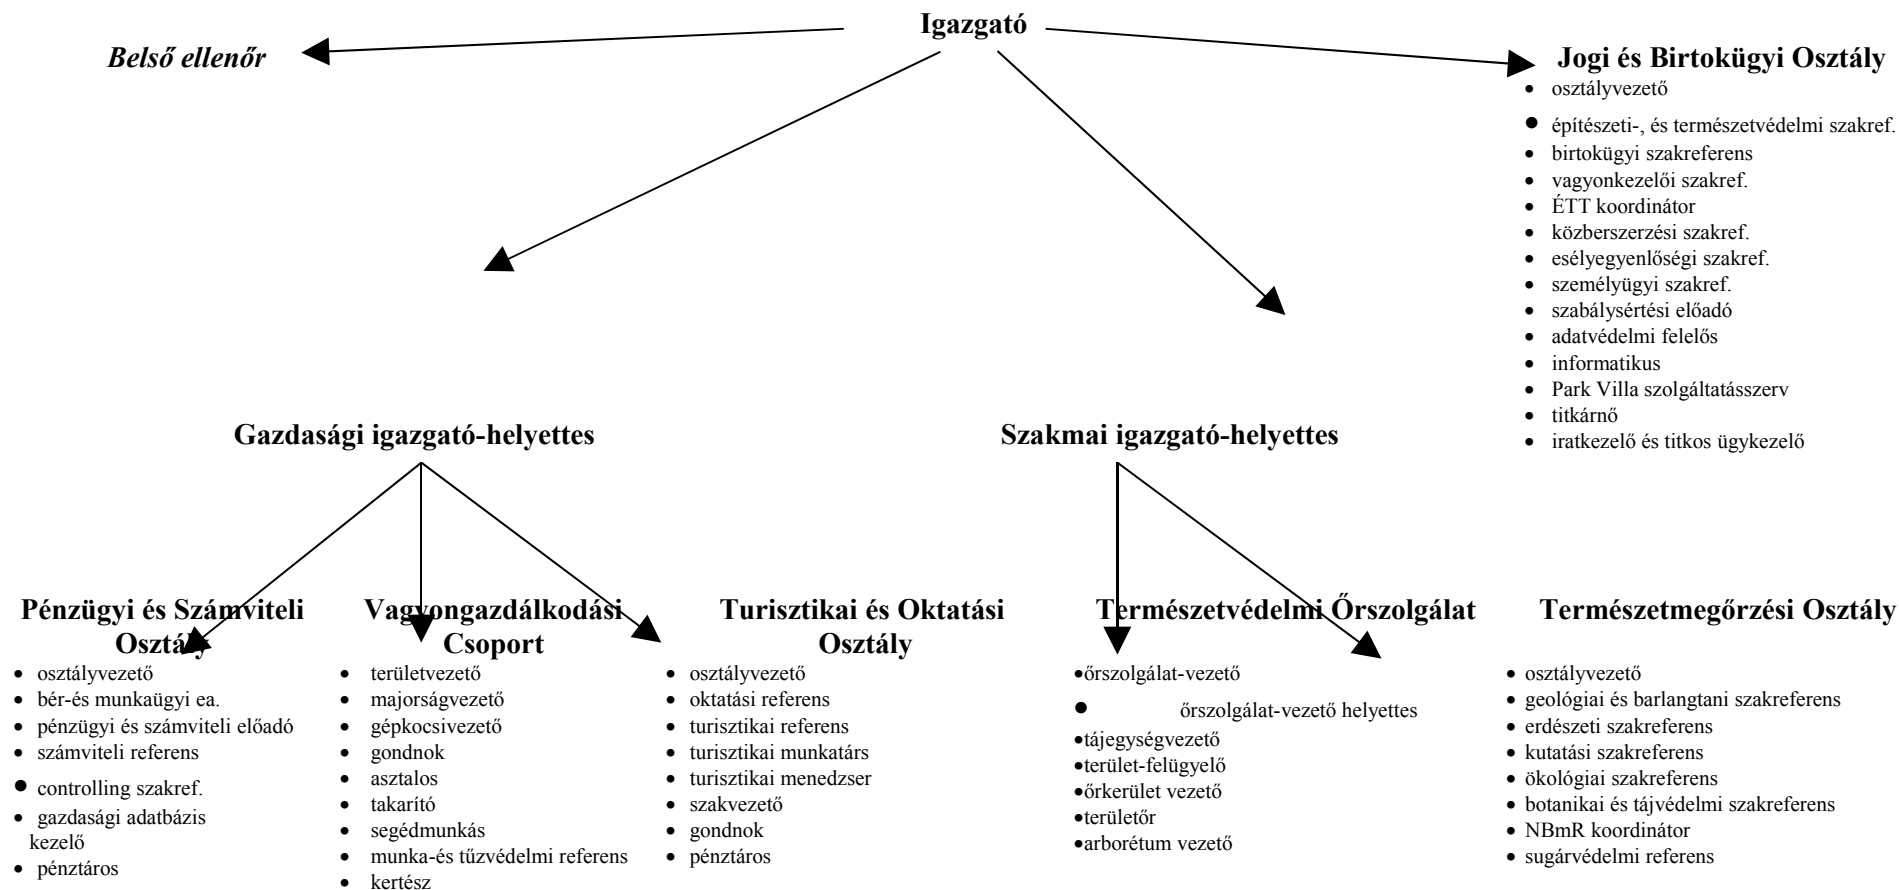 Igazgató
Belső ellenőr
Jogi és Birtokügyi Osztály
• osztályvezető
• építészeti-, és természetvédelmi szakref.
• birtokügyi szakreferens
• vagyonkezelői szakref.
• ÉTT koordinátor
• közberszerzési szakref.
• esélyegyenlőségi szakref.
• személyügyi szakref.
• szabálysértési előadó
• adatvédelmi felelős
• informatikus
• Park Villa szolgáltatásszerv
• titkárnő
• iratkezelő és titkos ügykezelő
Gazdasági igazgató-helyettes
Szakmai igazgató-helyettes
Pénzügyi és Számviteli
Osztály
• osztályvezető
• bér-és munkaügyi ea.
• pénzügyi és számviteli előadó
• számviteli referens
• controlling szakref.
• gazdasági adatbázis
kezelő
• pénztáros
Vagyongazdálkodási
Csoport
• területvezető
• majorságvezető
• gépkocsivezető
• gondnok
• asztalos
• takarító
• segédmunkás
• munka-és tűzvédelmi referens
• kertész
Turisztikai és Oktatási
Osztály
• osztályvezető
• oktatási referens
• turisztikai referens
• turisztikai munkatárs
• turisztikai menedzser
• szakvezető
• gondnok
• pénztáros
Természetvédelmi Őrszolgálat
•őrszolgálat-vezető
• őrszolgálat-vezető helyettes
•tájegységvezető
•terület-felügyelő
•őrkerület vezető
•területőr
•arborétum vezető
Természetmegőrzési Osztály
• osztályvezető
• geológiai és barlangtani szakreferens
• erdészeti szakreferens
• kutatási szakreferens
• ökológiai szakreferens
• botanikai és tájvédelmi szakreferens
• NBmR koordinátor
• sugárvédelmi referens